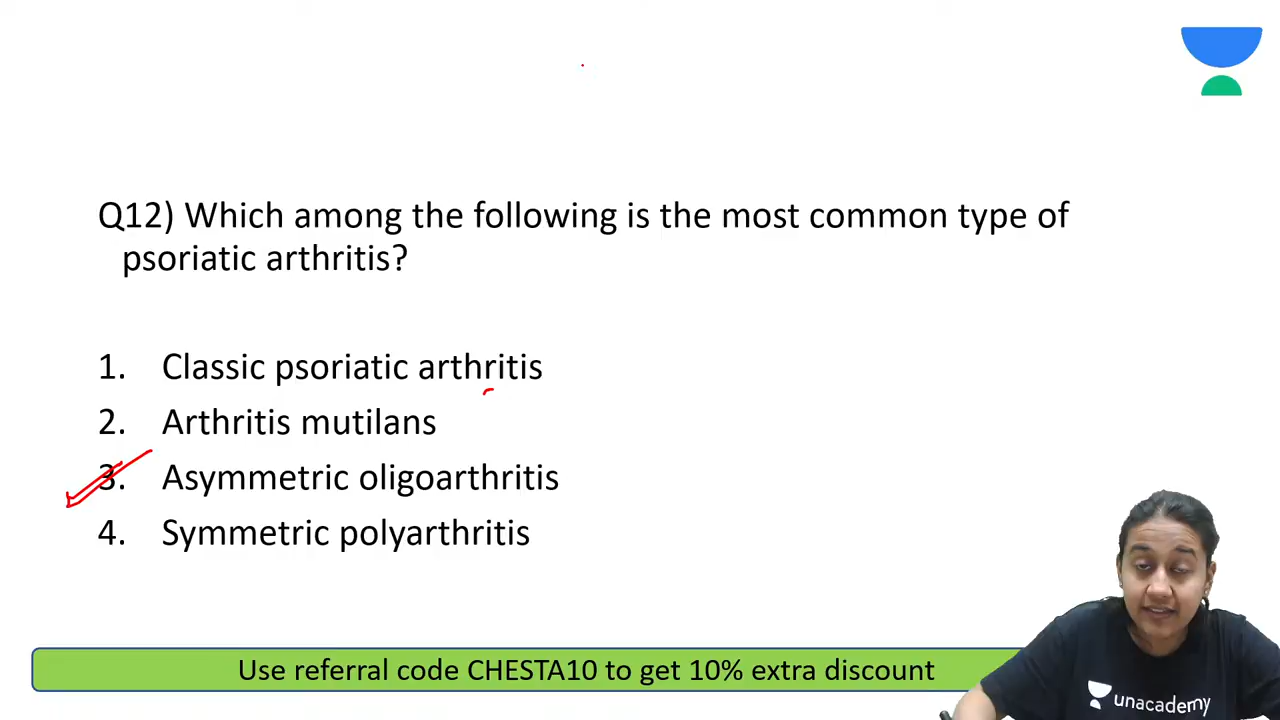 Q12) Which among the following is the most common type of
psoriatic arthritis?
1. Classic psoriatic arthritis
2. Arthritis mutilans
3. Asymmetric oligoarthritis
4. Symmetric polyarthritis
Use referral code CHESTA10 to get 10% extra discount
unacademy